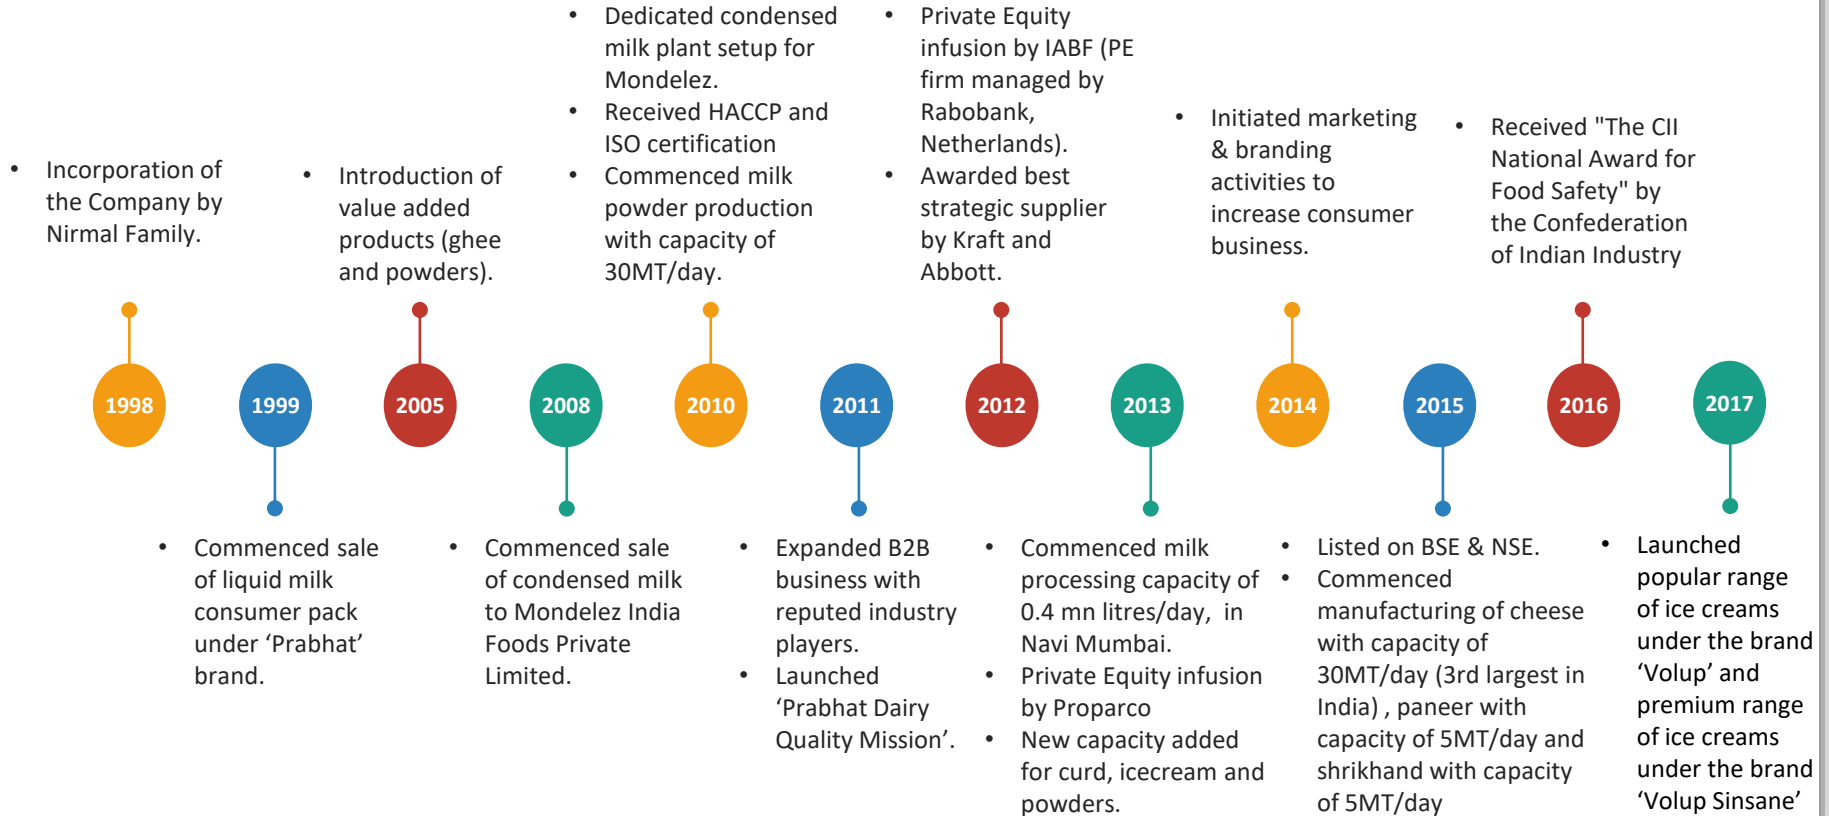 • Incorporation of
the Company by
Nirmal Family.
• Introduction of
value added
products (ghee
and powders).
• Dedicated condensed
milk plant setup for
Mondelez.
• Received HACCP and
ISO certification
• Commenced milk
powder production
with capacity of
30MT/day.
• Private Equity
infusion by IABF (PE
firm managed by
Rabobank,
Netherlands).
• Awarded best
strategic supplier
by Kraft and
Abbott.
• Initiated marketing
& branding
activities to
increase consumer
business.
• Received "The CII
National Award for
Food Safety" by
the Confederation
of Indian Industry
1998
1999
2005
2008
2010
2011
2012
2013
2014
2015
2016
2017
• Commenced sale
of liquid milk
consumer pack
under ‘Prabhat’
brand.
• Commenced sale
of condensed milk
to Mondelez India
Foods Private
Limited.
• Expanded B2B
business with
reputed industry
players.
• Launched
‘Prabhat Dairy
Quality Mission’.
• Commenced milk
processing capacity of
0.4 mn litres/day, in
Navi Mumbai.
• Private Equity infusion
by Proparco
• New capacity added
for curd, icecream and
powders.
• Listed on BSE & NSE.
• Commenced
manufacturing of cheese
with capacity of
30MT/day (3rd largest in
India) , paneer with
capacity of 5MT/day and
shrikhand with capacity
of 5MT/day
• Launched
popular range
of ice creams
under the brand
‘Volup’ and
premium range
of ice creams
under the brand
‘Volup Sinsane’